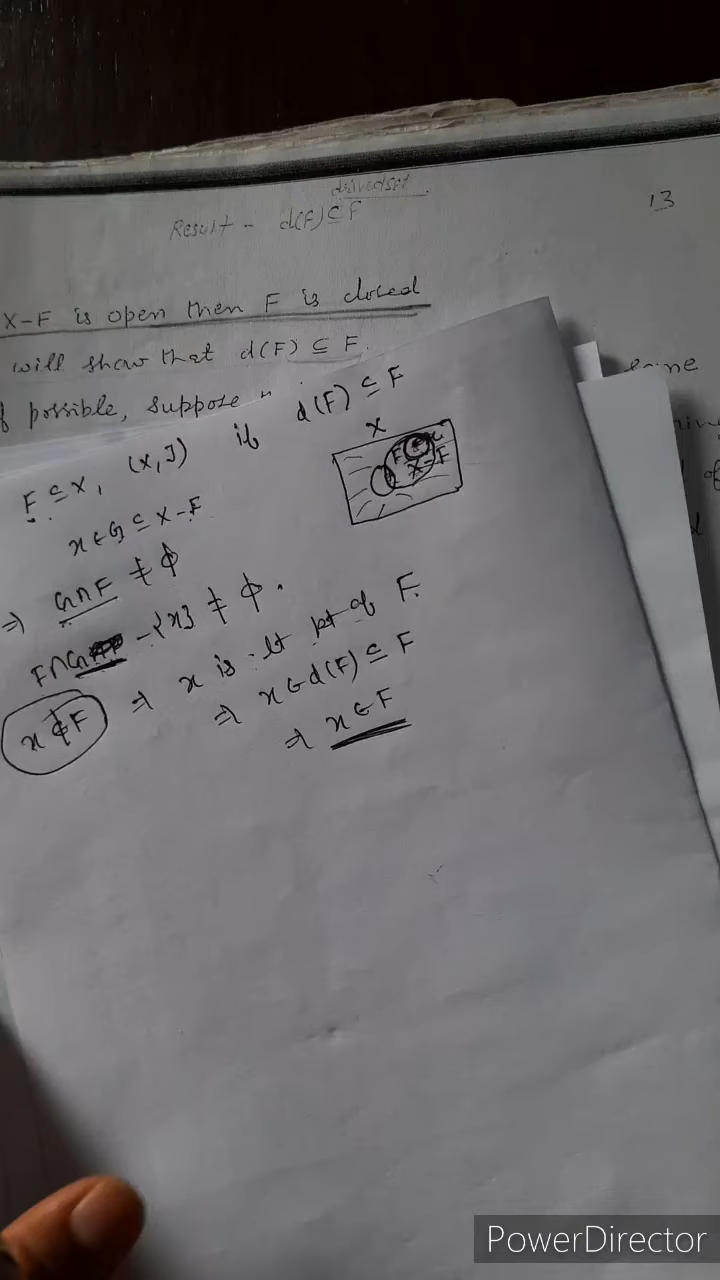 derived set
Result - d(F) ⊆ F
13
X-F is open then F is closed
will show that d(F) ⊆ F.
f possible, suppose
F ⊆ X, (X, J) if d(F) ⊆ F
X
F
X-F
x ∈ G ⊆ X-F
⇒ G∩F ≠ φ
F∩G -{x} ≠ φ.
x ∉ F ⇒ x is lt pt of F.
⇒ x ∈ d(F) ⊆ F
⇒ x ∈ F
PowerDirector